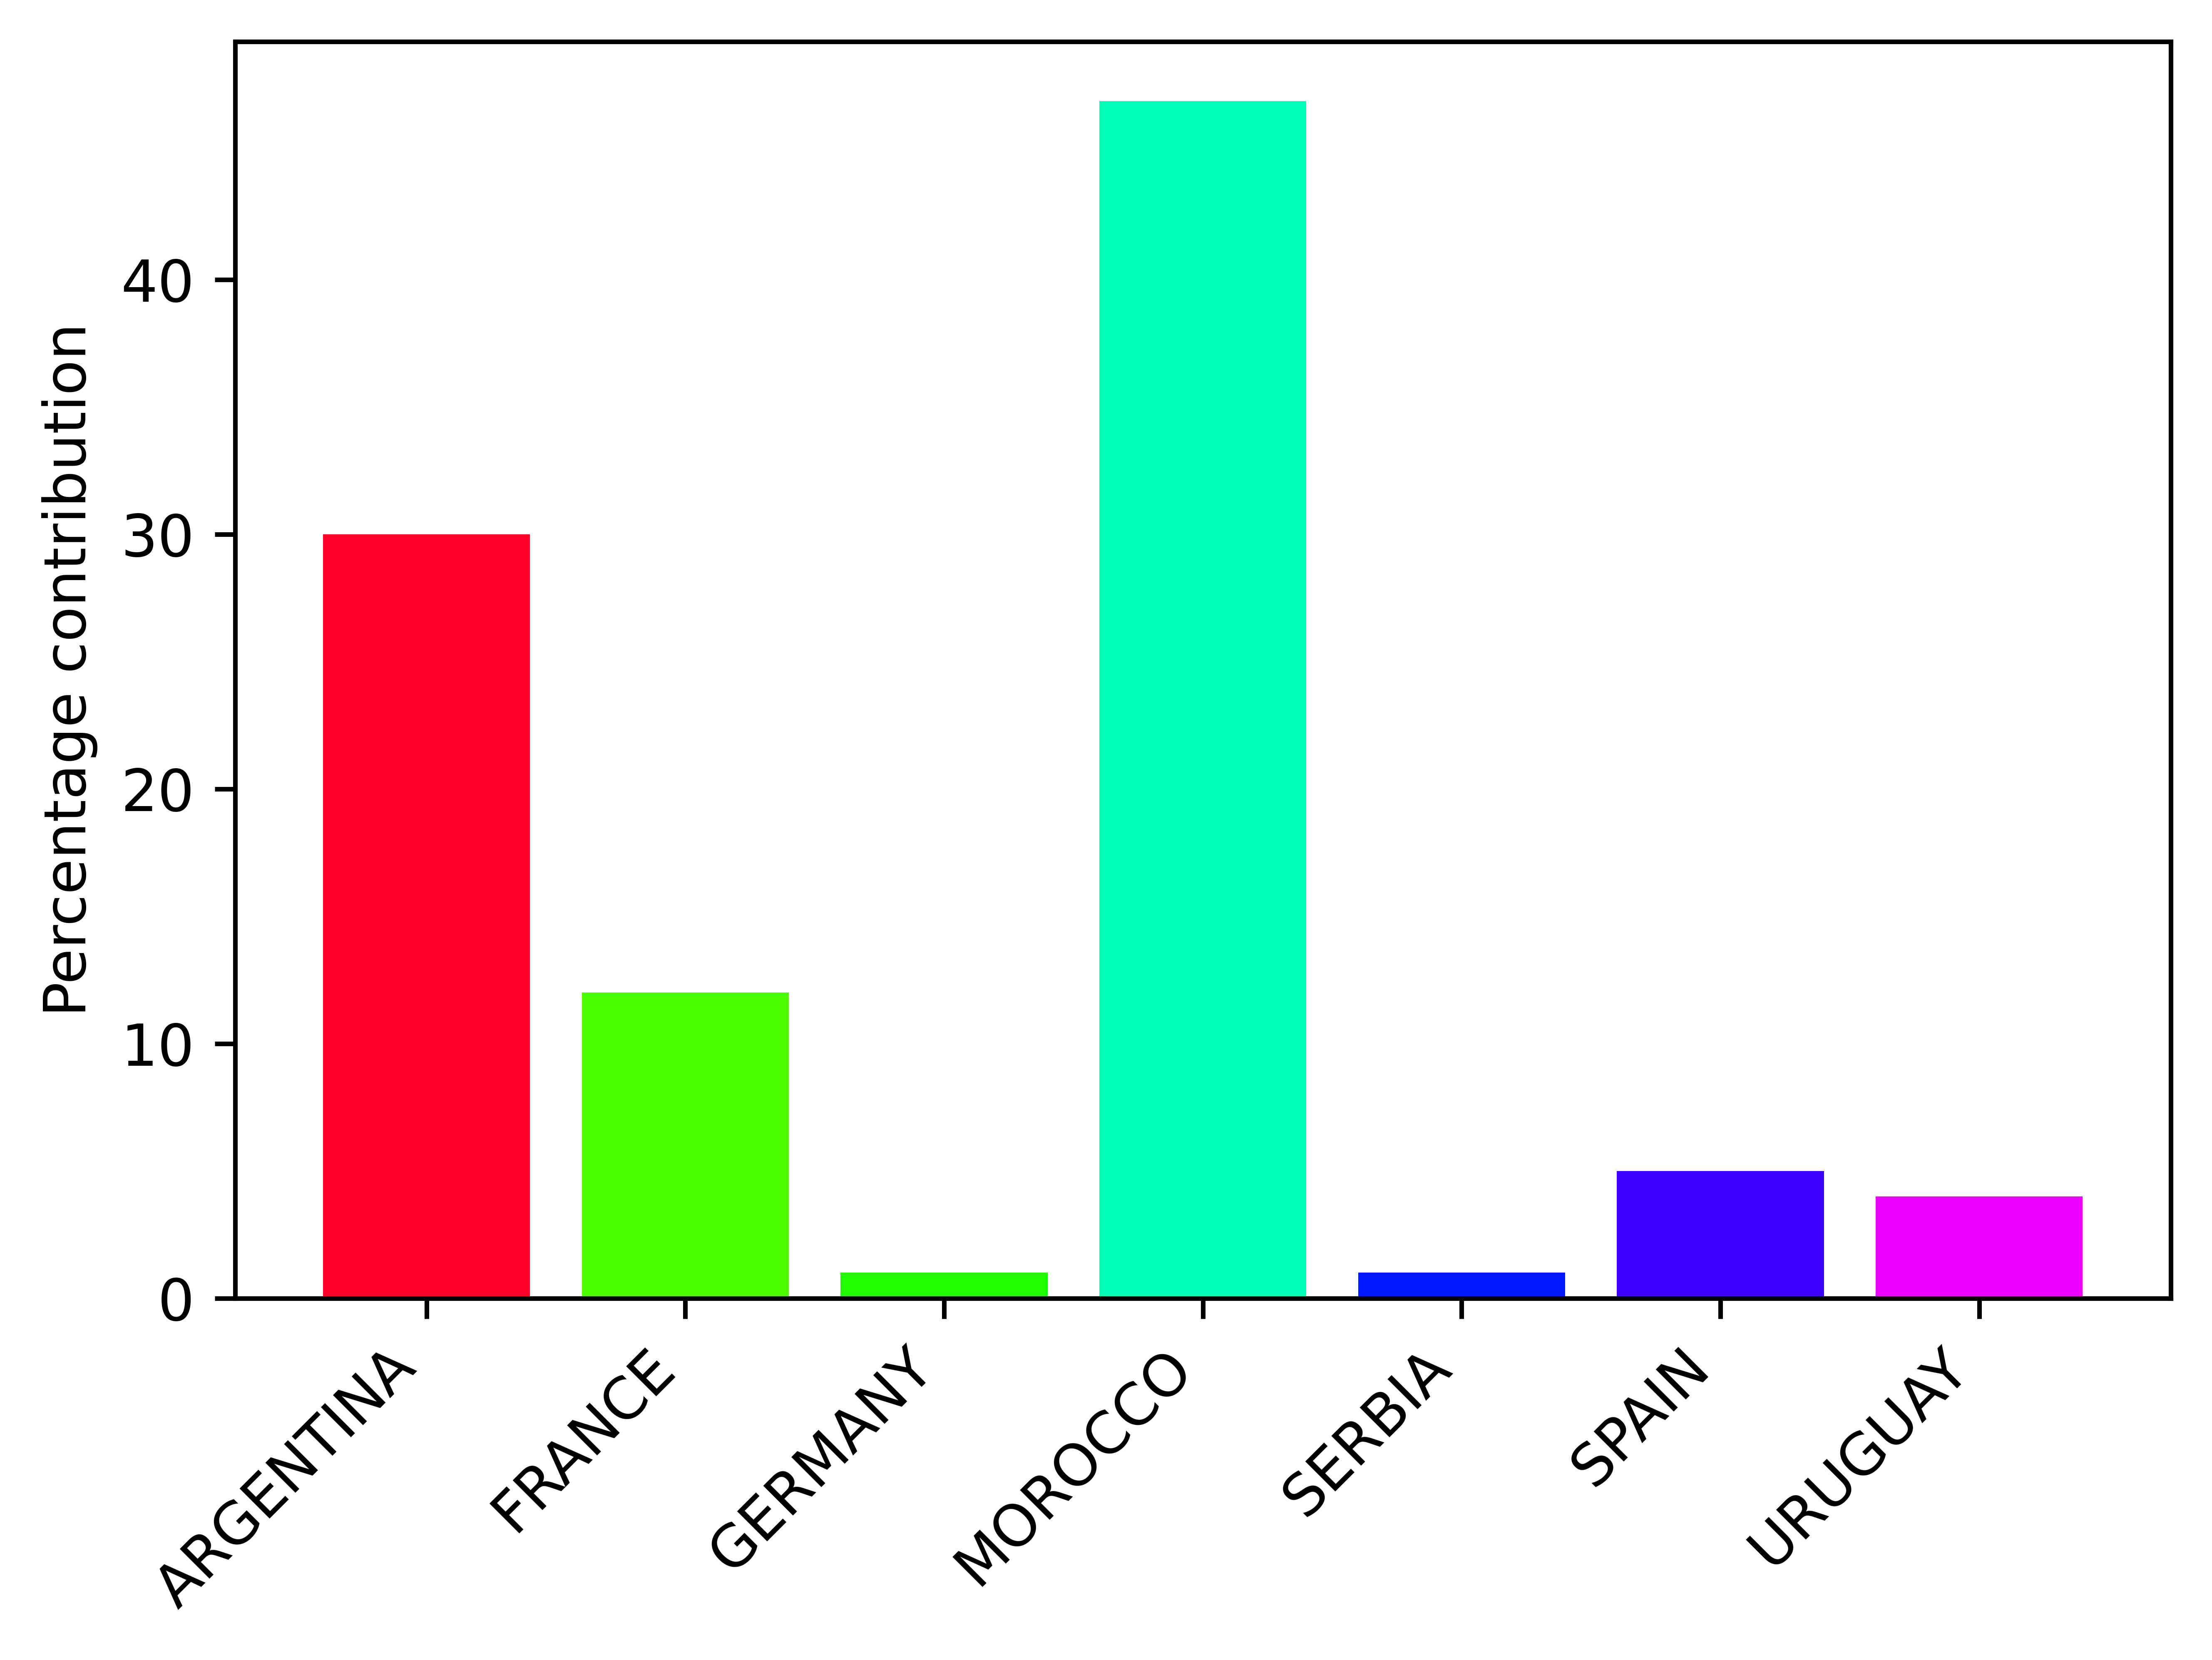 Percentage contribution
40
30
20
10
0
ARGENTINA
FRANCE
GERMANY
MOROCCO
SERBIA
SPAIN
URUGUAY